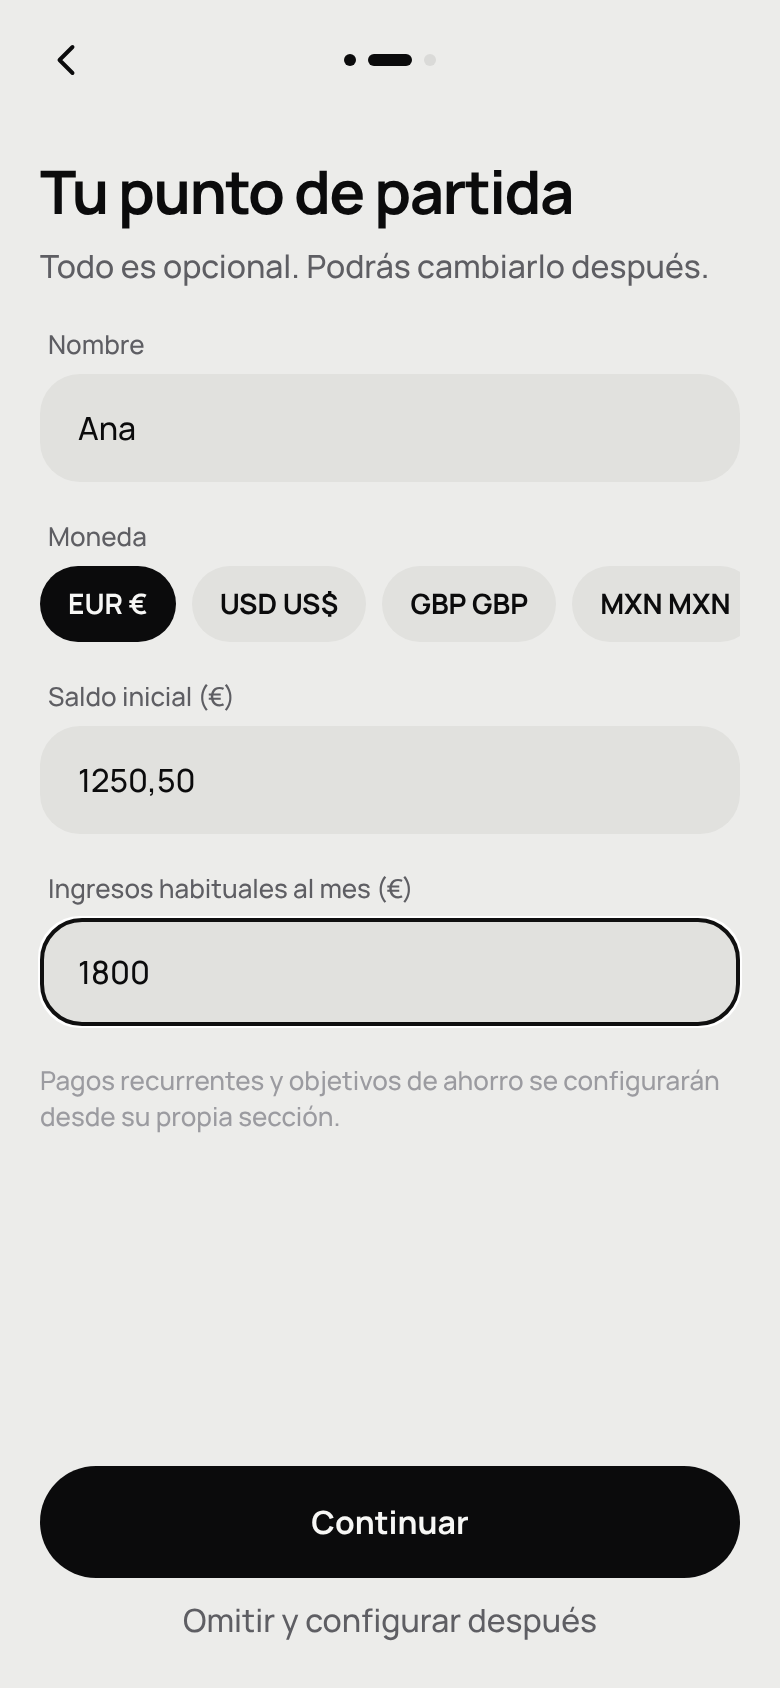 Tu punto de partida
Todo es opcional. Podrás cambiarlo después.
Nombre
Ana
Moneda
EUR € USD US$ GBP GBP MXN MXN
Saldo inicial (€)
1250,50
Ingresos habituales al mes (€)
1800
Pagos recurrentes y objetivos de ahorro se configurarán
desde su propia sección.
Continuar
Omitir y configurar después